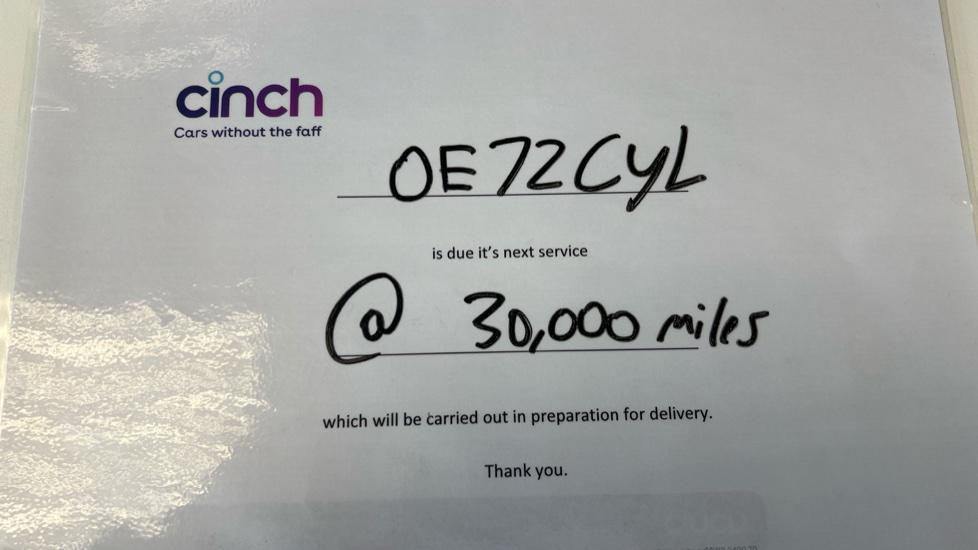 cinch
Cars without the faff
OE72CYL
is due it's next service
@ 30,000 miles
which will be carried out in preparation for delivery.
Thank you.